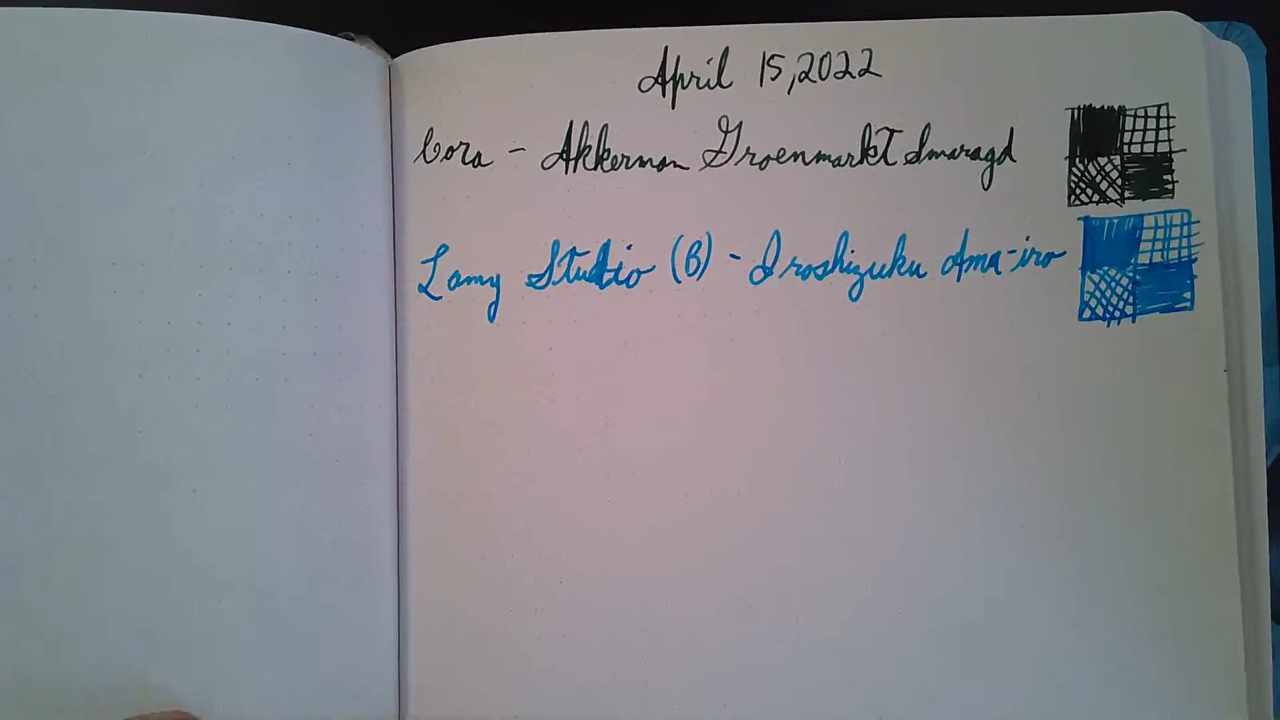 April 15,2022
Cora - Akkerman Groenmarkt Smaragd
Lamy Studio (B) - Iroshizuku Ama-iro